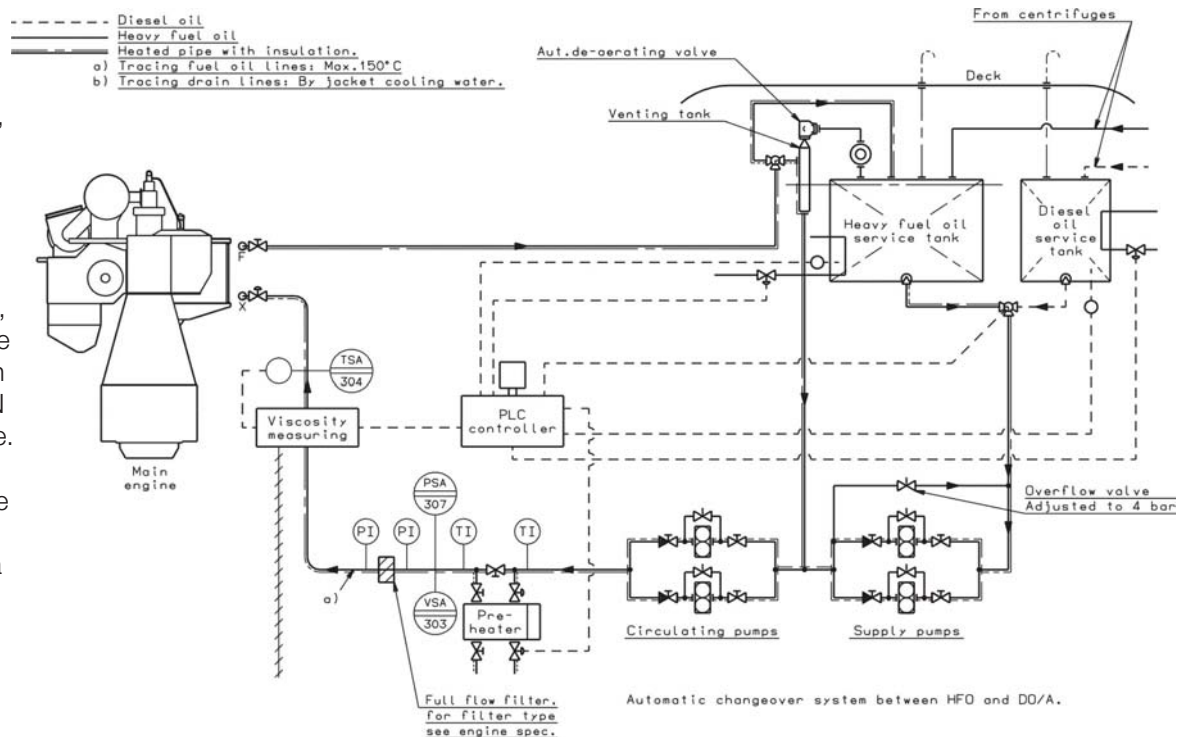 Diesel oil
Heavy fuel oil
Heated pipe with insulation.
a) Tracing fuel oil lines: Max.150°C
b) Tracing drain lines: By jacket cooling water.
From centrifuges
Aut.de-aerating valve
Deck
Venting tank
Heavy fuel oil
service tank
Diesel
oil
service
tank
F
X
TSA
304
Viscosity
measuring
PLC
controller
Main
engine
PSA
307
PI
PI
TI
TI
a)
VSA
303
Pre-
heater
Overflow valve
Adjusted to 4 bar
Circulating pumps
Supply pumps
Full flow filter.
for filter type
see engine spec.
Automatic changeover system between HFO and DO/A.